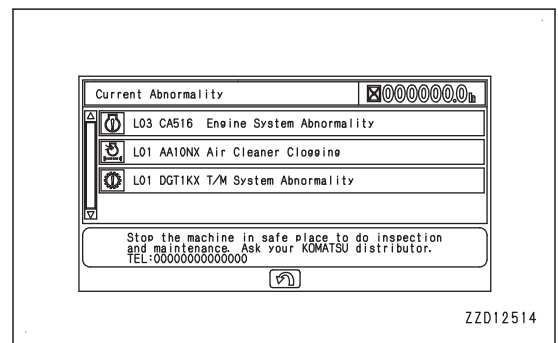 Current Abnormality 000000.0h
L03 CA516 Engine System Abnormality
L01 AA10NX Air Cleaner Clogging
L01 DGT1KX T/M System Abnormality
Stop the machine in safe place to do inspection
and maintenance. Ask your KOMATSU distributor.
TEL:00000000000000
ZZD12514